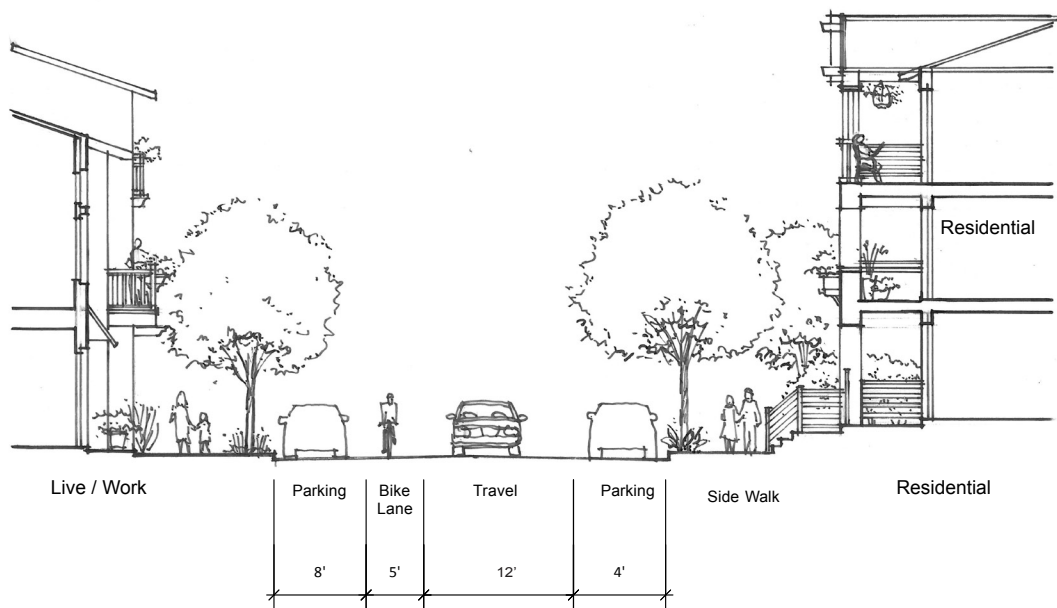 Residential
Live / Work
Parking
Bike
Lane
Travel
Parking
Side Walk
Residential
8'
5'
12'
4'